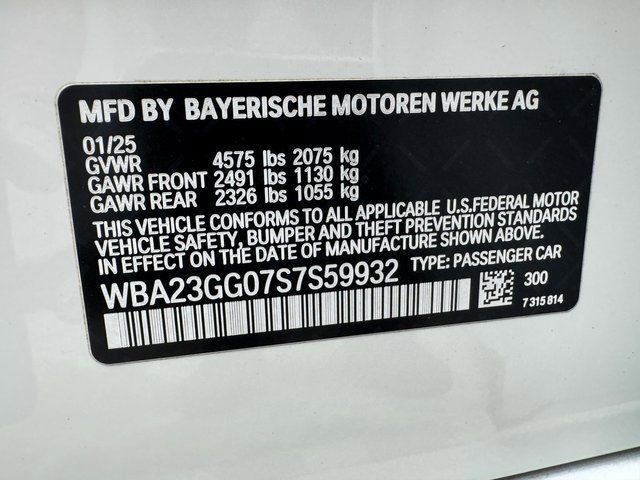 MFD BY BAYERISCHE MOTOREN WERKE AG
01/25
GVWR 4575 lbs 2075 kg
GAWR FRONT 2491 lbs 1130 kg
GAWR REAR 2326 lbs 1055 kg
THIS VEHICLE CONFORMS TO ALL APPLICABLE U.S.FEDERAL MOTOR
VEHICLE SAFETY, BUMPER AND THEFT PREVENTION STANDARDS
IN EFFECT ON THE DATE OF MANUFACTURE SHOWN ABOVE.
WBA23GG07S7S59932 TYPE: PASSENGER CAR
300
7 315 814